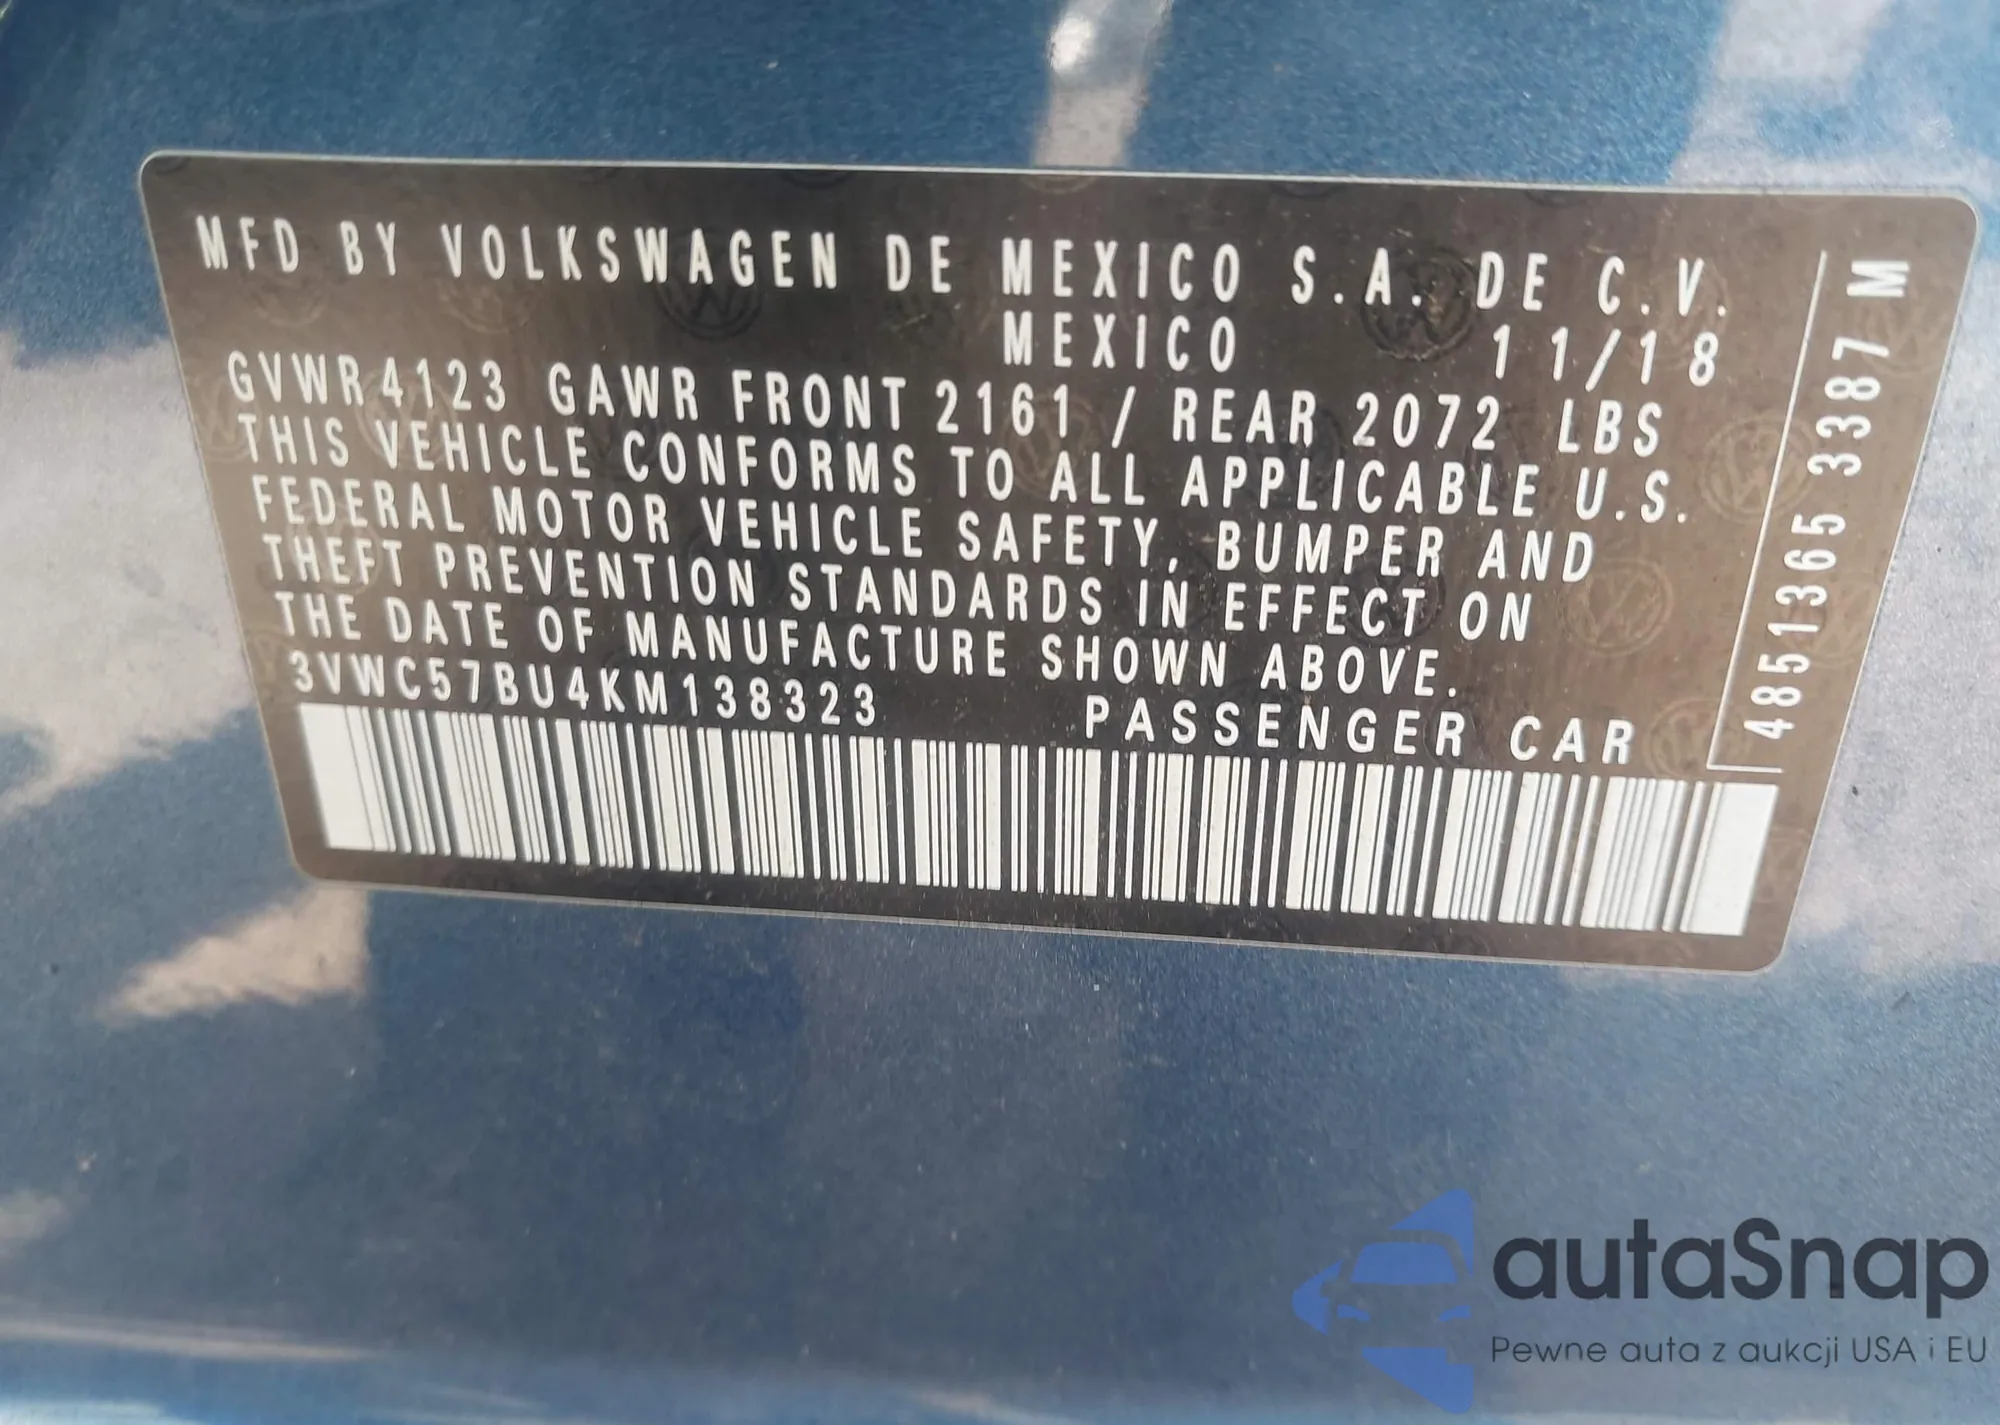 MFD BY VOLKSWAGEN DE MEXICO S.A. DE C.V.
MEXICO 11/18
GVWR 4123 GAWR FRONT 2161 / REAR 2072 LBS
THIS VEHICLE CONFORMS TO ALL APPLICABLE U.S.
FEDERAL MOTOR VEHICLE SAFETY, BUMPER AND
THEFT PREVENTION STANDARDS IN EFFECT ON
THE DATE OF MANUFACTURE SHOWN ABOVE.
3VWC57BU4KM138323 PASSENGER CAR
4851365 3387 M
autaSnap
Pewne auta z aukcji USA i EU